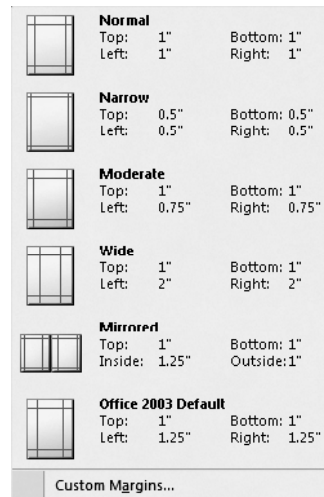 Normal
Top: 1" Bottom: 1"
Left: 1" Right: 1"
Narrow
Top: 0.5" Bottom: 0.5"
Left: 0.5" Right: 0.5"
Moderate
Top: 1" Bottom: 1"
Left: 0.75" Right: 0.75"
Wide
Top: 1" Bottom: 1"
Left: 2" Right: 2"
Mirrored
Top: 1" Bottom: 1"
Inside: 1.25" Outside:1"
Office 2003 Default
Top: 1" Bottom: 1"
Left: 1.25" Right: 1.25"
Custom Margins...